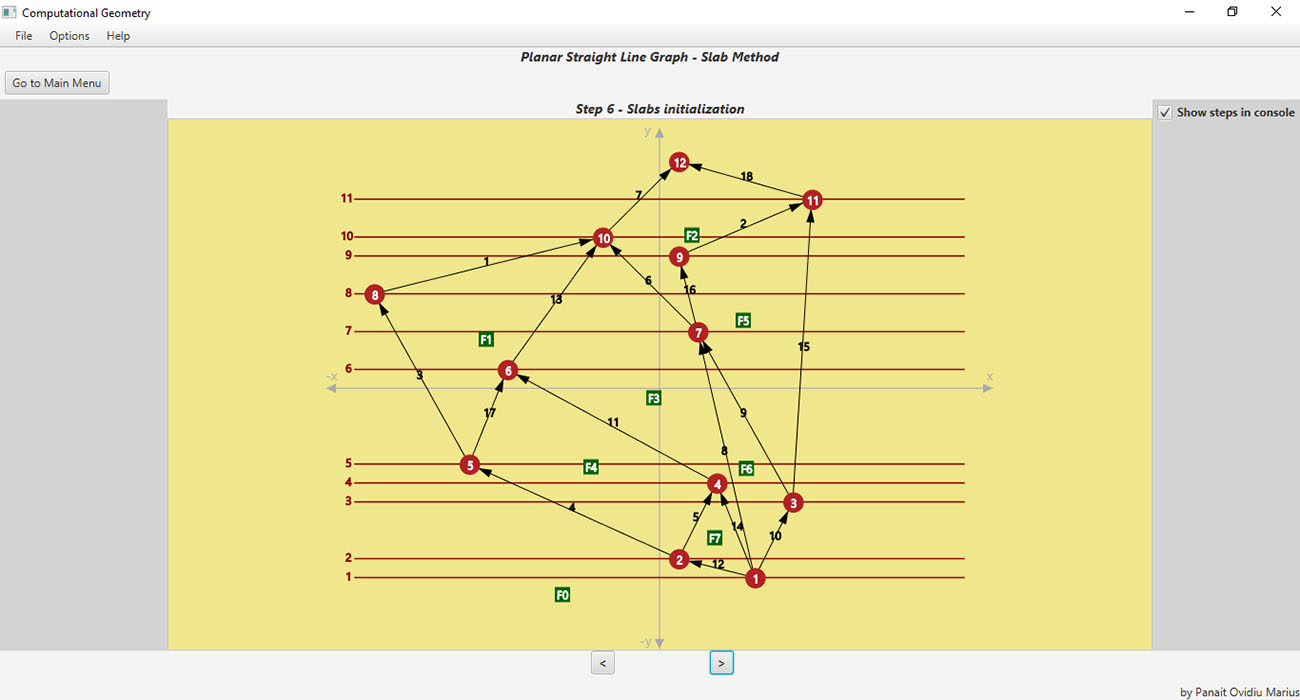 Computational Geometry
File Options Help
Planar Straight Line Graph - Slab Method
Go to Main Menu
Step 6 - Slabs initialization
Show steps in console
y
12
18
7
11
11
2
10
10
F2
9
9
1
6
16
8
8
13
F5
7
7
F1
15
6
6
3
-x
x
F3
17
9
11
8
5
5
F4
F6
4
4
3
3
4
5
14
10
F7
2
2
12
1
1
F0
-y
<
>
by Panait Ovidiu Marius